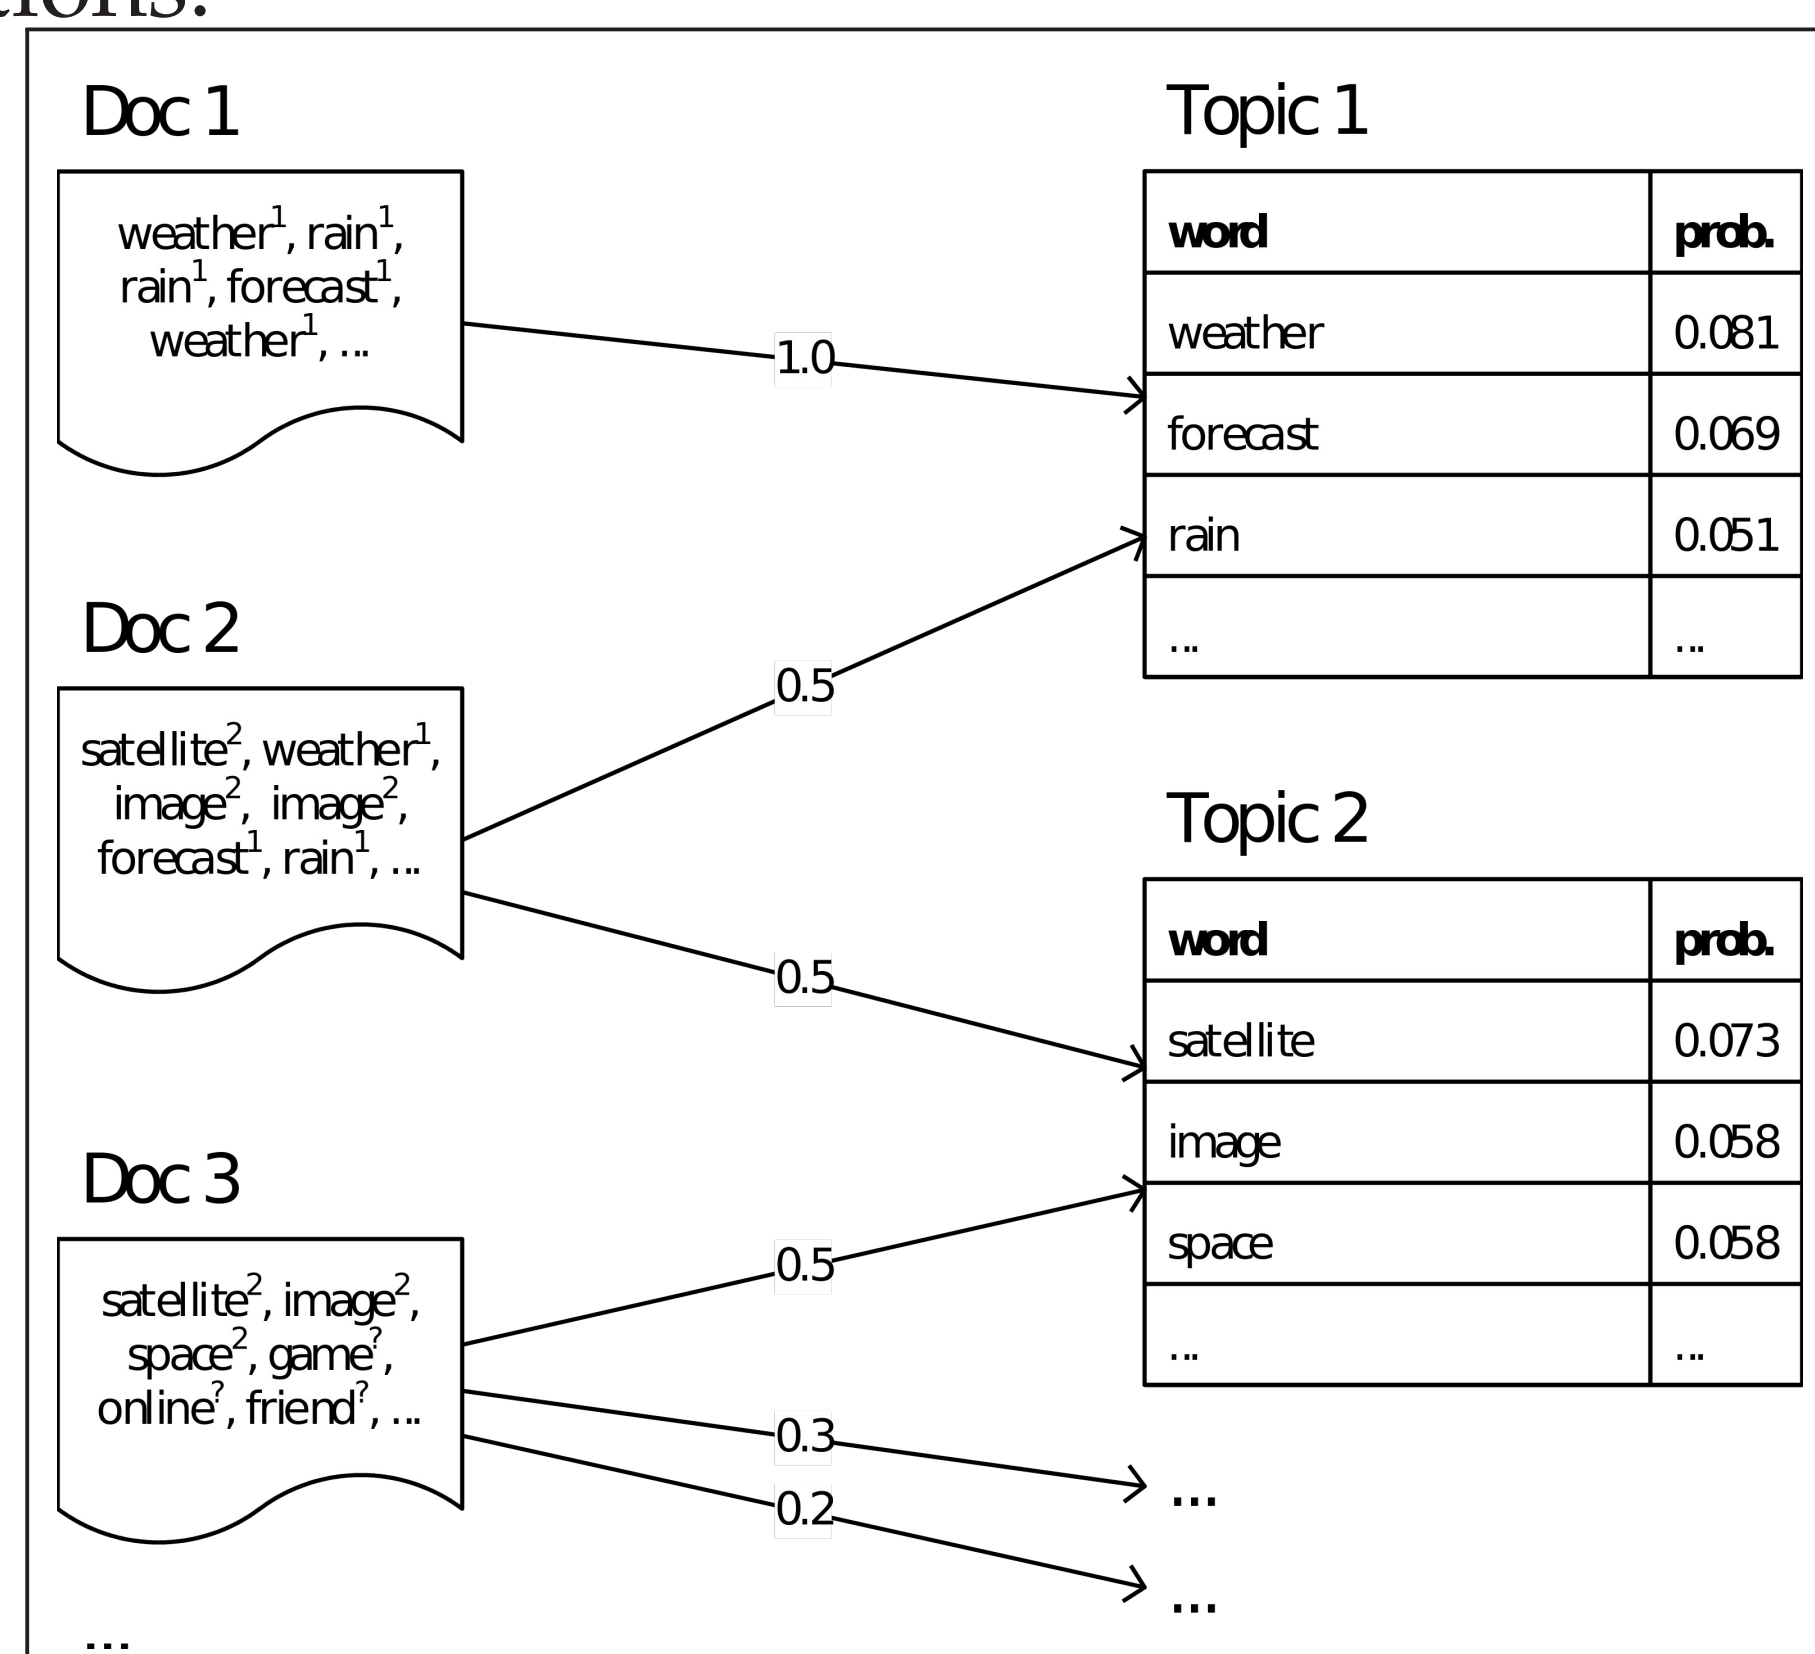 Doc 1
weather¹, rain¹,
rain¹, forecast¹,
weather¹, ...
1.0
Topic 1
word prob.
weather 0.081
forecast 0.069
rain 0.051
... ...
Doc 2
satellite², weather¹,
image², image²,
forecast¹, rain¹, ...
0.5
0.5
Topic 2
word prob.
satellite 0.073
image 0.058
space 0.058
... ...
Doc 3
satellite², image²,
space², game?,
online?, friend?, ...
0.5
0.3
0.2
...
...
...